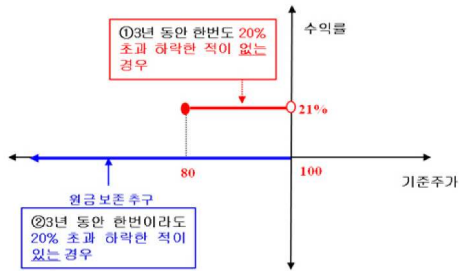 수익률
①3년 동안 한번도 20%
초과 하락한 적이 없는
경우
21%
80
100
기준주가
원금보존추구
②3년 동안 한번이라도
20% 초과 하락한 적이
있는 경우